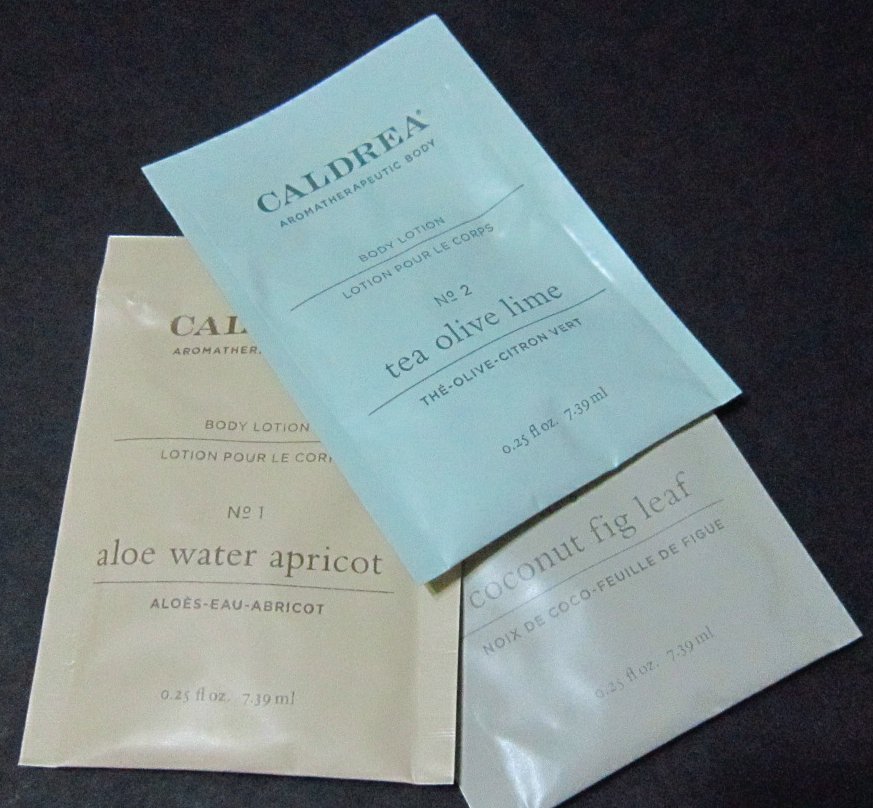 CALDREA®
AROMATHERAPEUTIC BODY
BODY LOTION
LOTION POUR LE CORPS
Nº 2
tea olive lime
THÉ-OLIVE-CITRON VERT
0.25 fl oz. 7.39 ml
CAL
AROMATHER
BODY LOTION
LOTION POUR LE COR
Nº 1
aloe water apricot
ALOÈS-EAU-ABRICOT
0.25 fl oz. 7.39 ml
coconut fig leaf
NOIX DE COCO-FEUILLE DE FIGUE
0.25 fl oz. 7.39 ml